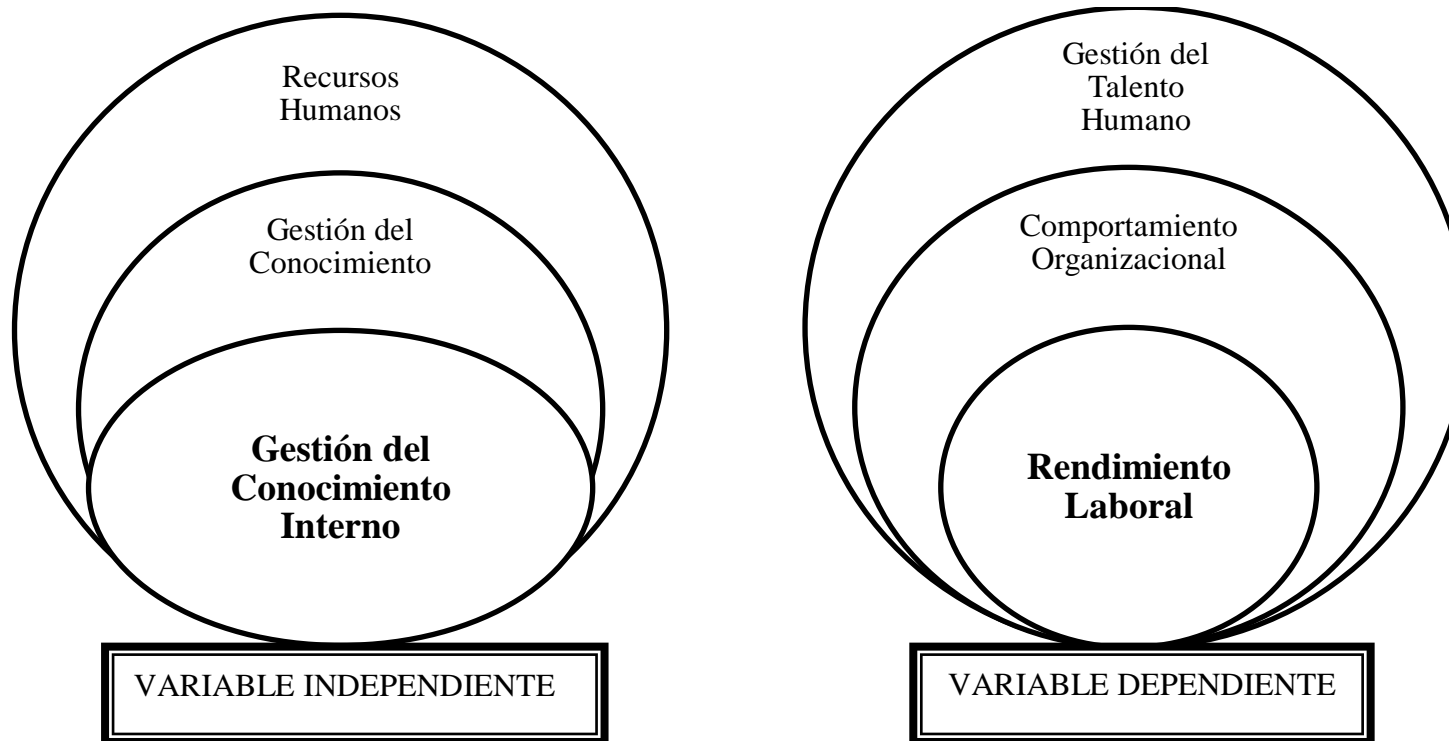 Recursos
Humanos
Gestión del
Conocimiento
Gestión del
Conocimiento
Interno
VARIABLE INDEPENDIENTE
Gestión del
Talento
Humano
Comportamiento
Organizacional
Rendimiento
Laboral
VARIABLE DEPENDIENTE